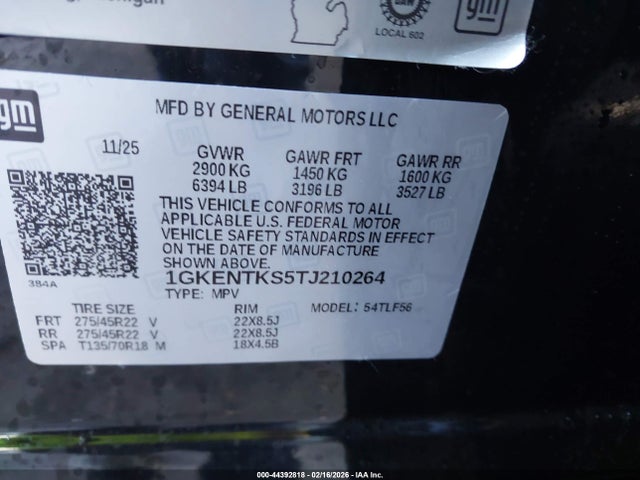 LOCAL 602
gm
gm
MFD BY GENERAL MOTORS LLC
11/25
GVWR GAWR FRT GAWR RR
2900 KG 1450 KG 1600 KG
6394 LB 3196 LB 3527 LB
THIS VEHICLE CONFORMS TO ALL
APPLICABLE U.S. FEDERAL MOTOR
VEHICLE SAFETY STANDARDS IN EFFECT
ON THE DATE OF MANUFACTURE
SHOWN ABOVE.
384A
1GKENTKS5TJ210264
TYPE: MPV MODEL: 54TLF56
TIRE SIZE RIM
FRT 275/45R22 V 22X8.5J
RR 275/45R22 V 22X8.5J
SPA T135/70R18 M 18X4.5B
000-44392818 - 02/16/2026 - IAA Inc.